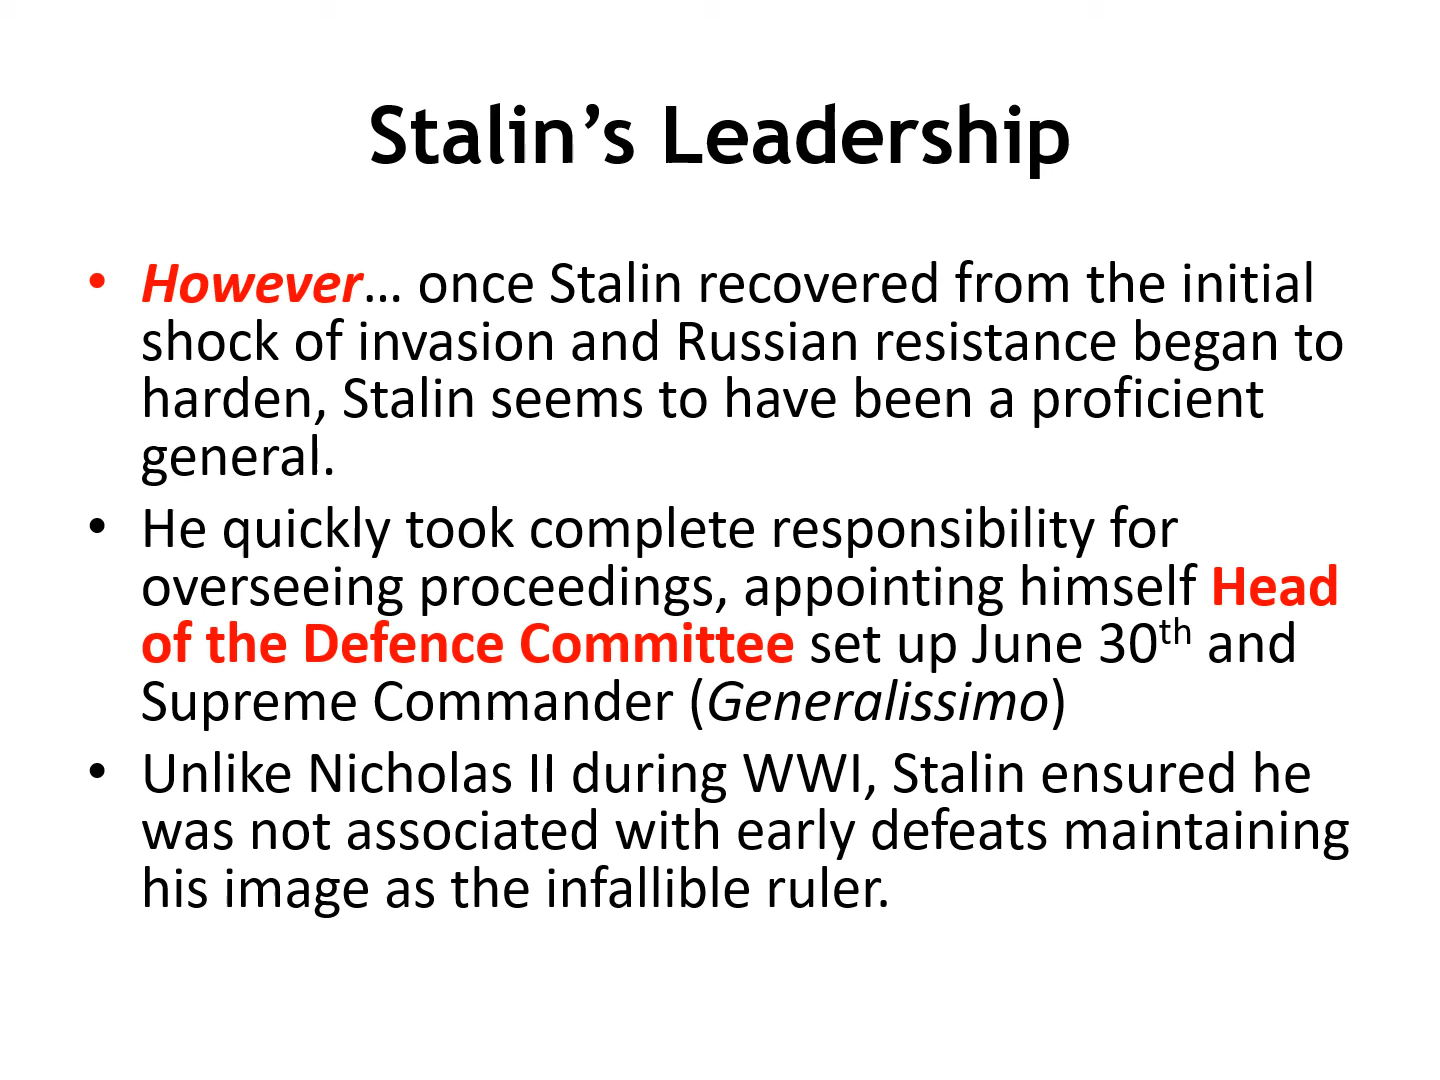 Stalin’s Leadership
• However… once Stalin recovered from the initial
shock of invasion and Russian resistance began to
harden, Stalin seems to have been a proficient
general.
• He quickly took complete responsibility for
overseeing proceedings, appointing himself Head
of the Defence Committee set up June 30th and
Supreme Commander (Generalissimo)
• Unlike Nicholas II during WWI, Stalin ensured he
was not associated with early defeats maintaining
his image as the infallible ruler.